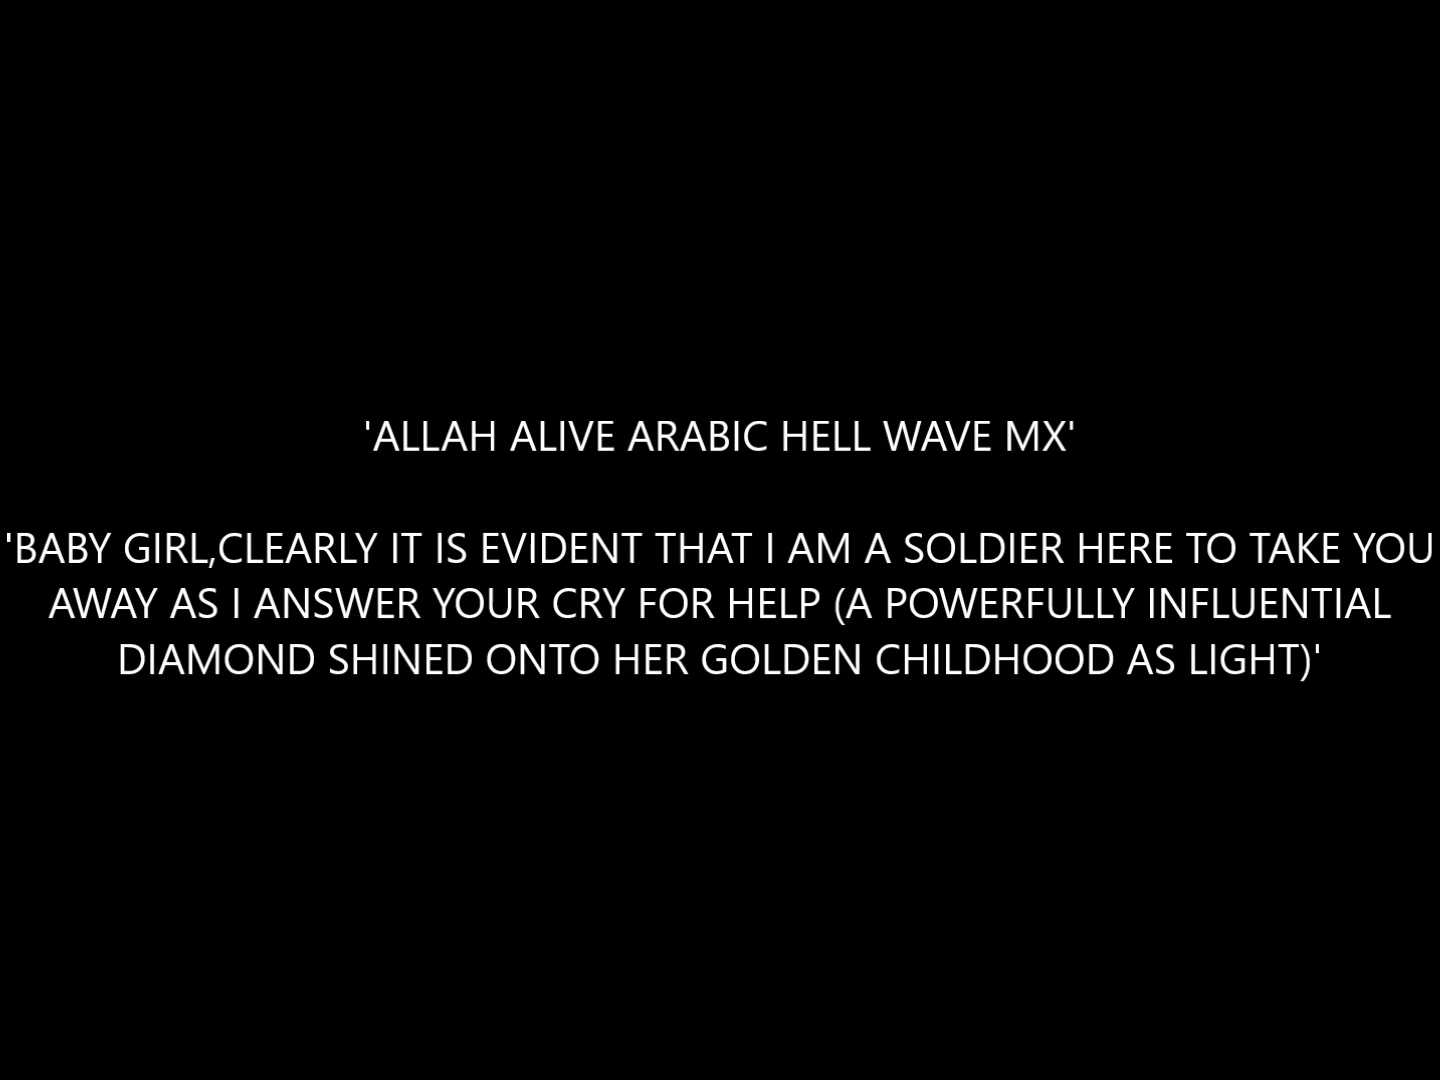 'ALLAH ALIVE ARABIC HELL WAVE MX'
'BABY GIRL,CLEARLY IT IS EVIDENT THAT I AM A SOLDIER HERE TO TAKE YOU
AWAY AS I ANSWER YOUR CRY FOR HELP (A POWERFULLY INFLUENTIAL
DIAMOND SHINED ONTO HER GOLDEN CHILDHOOD AS LIGHT)'